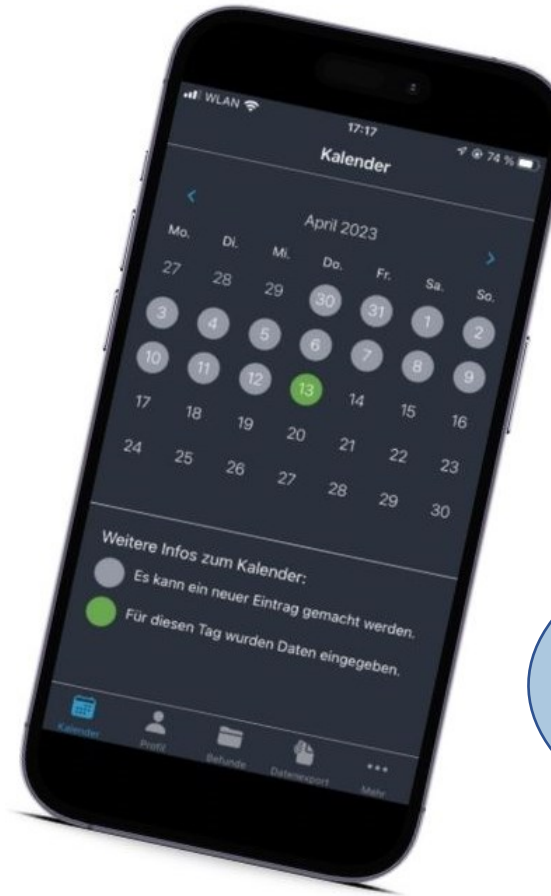 WLAN
17:17
74 %
Kalender
April 2023
Mo. Di. Mi. Do. Fr. Sa. So.
27 28 29 30 31 1 2
3 4 5 6 7 8 9
10 11 12 13 14 15 16
17 18 19 20 21 22 23
24 25 26 27 28 29 30
Weitere Infos zum Kalender:
Es kann ein neuer Eintrag gemacht werden.
Für diesen Tag wurden Daten eingegeben.
Kalender Profil Befunde Datenexport Mehr